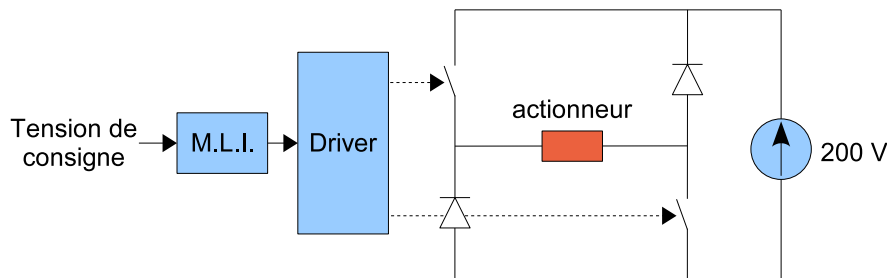 actionneur
Tension de
consigne
M.L.I.
Driver
200 V